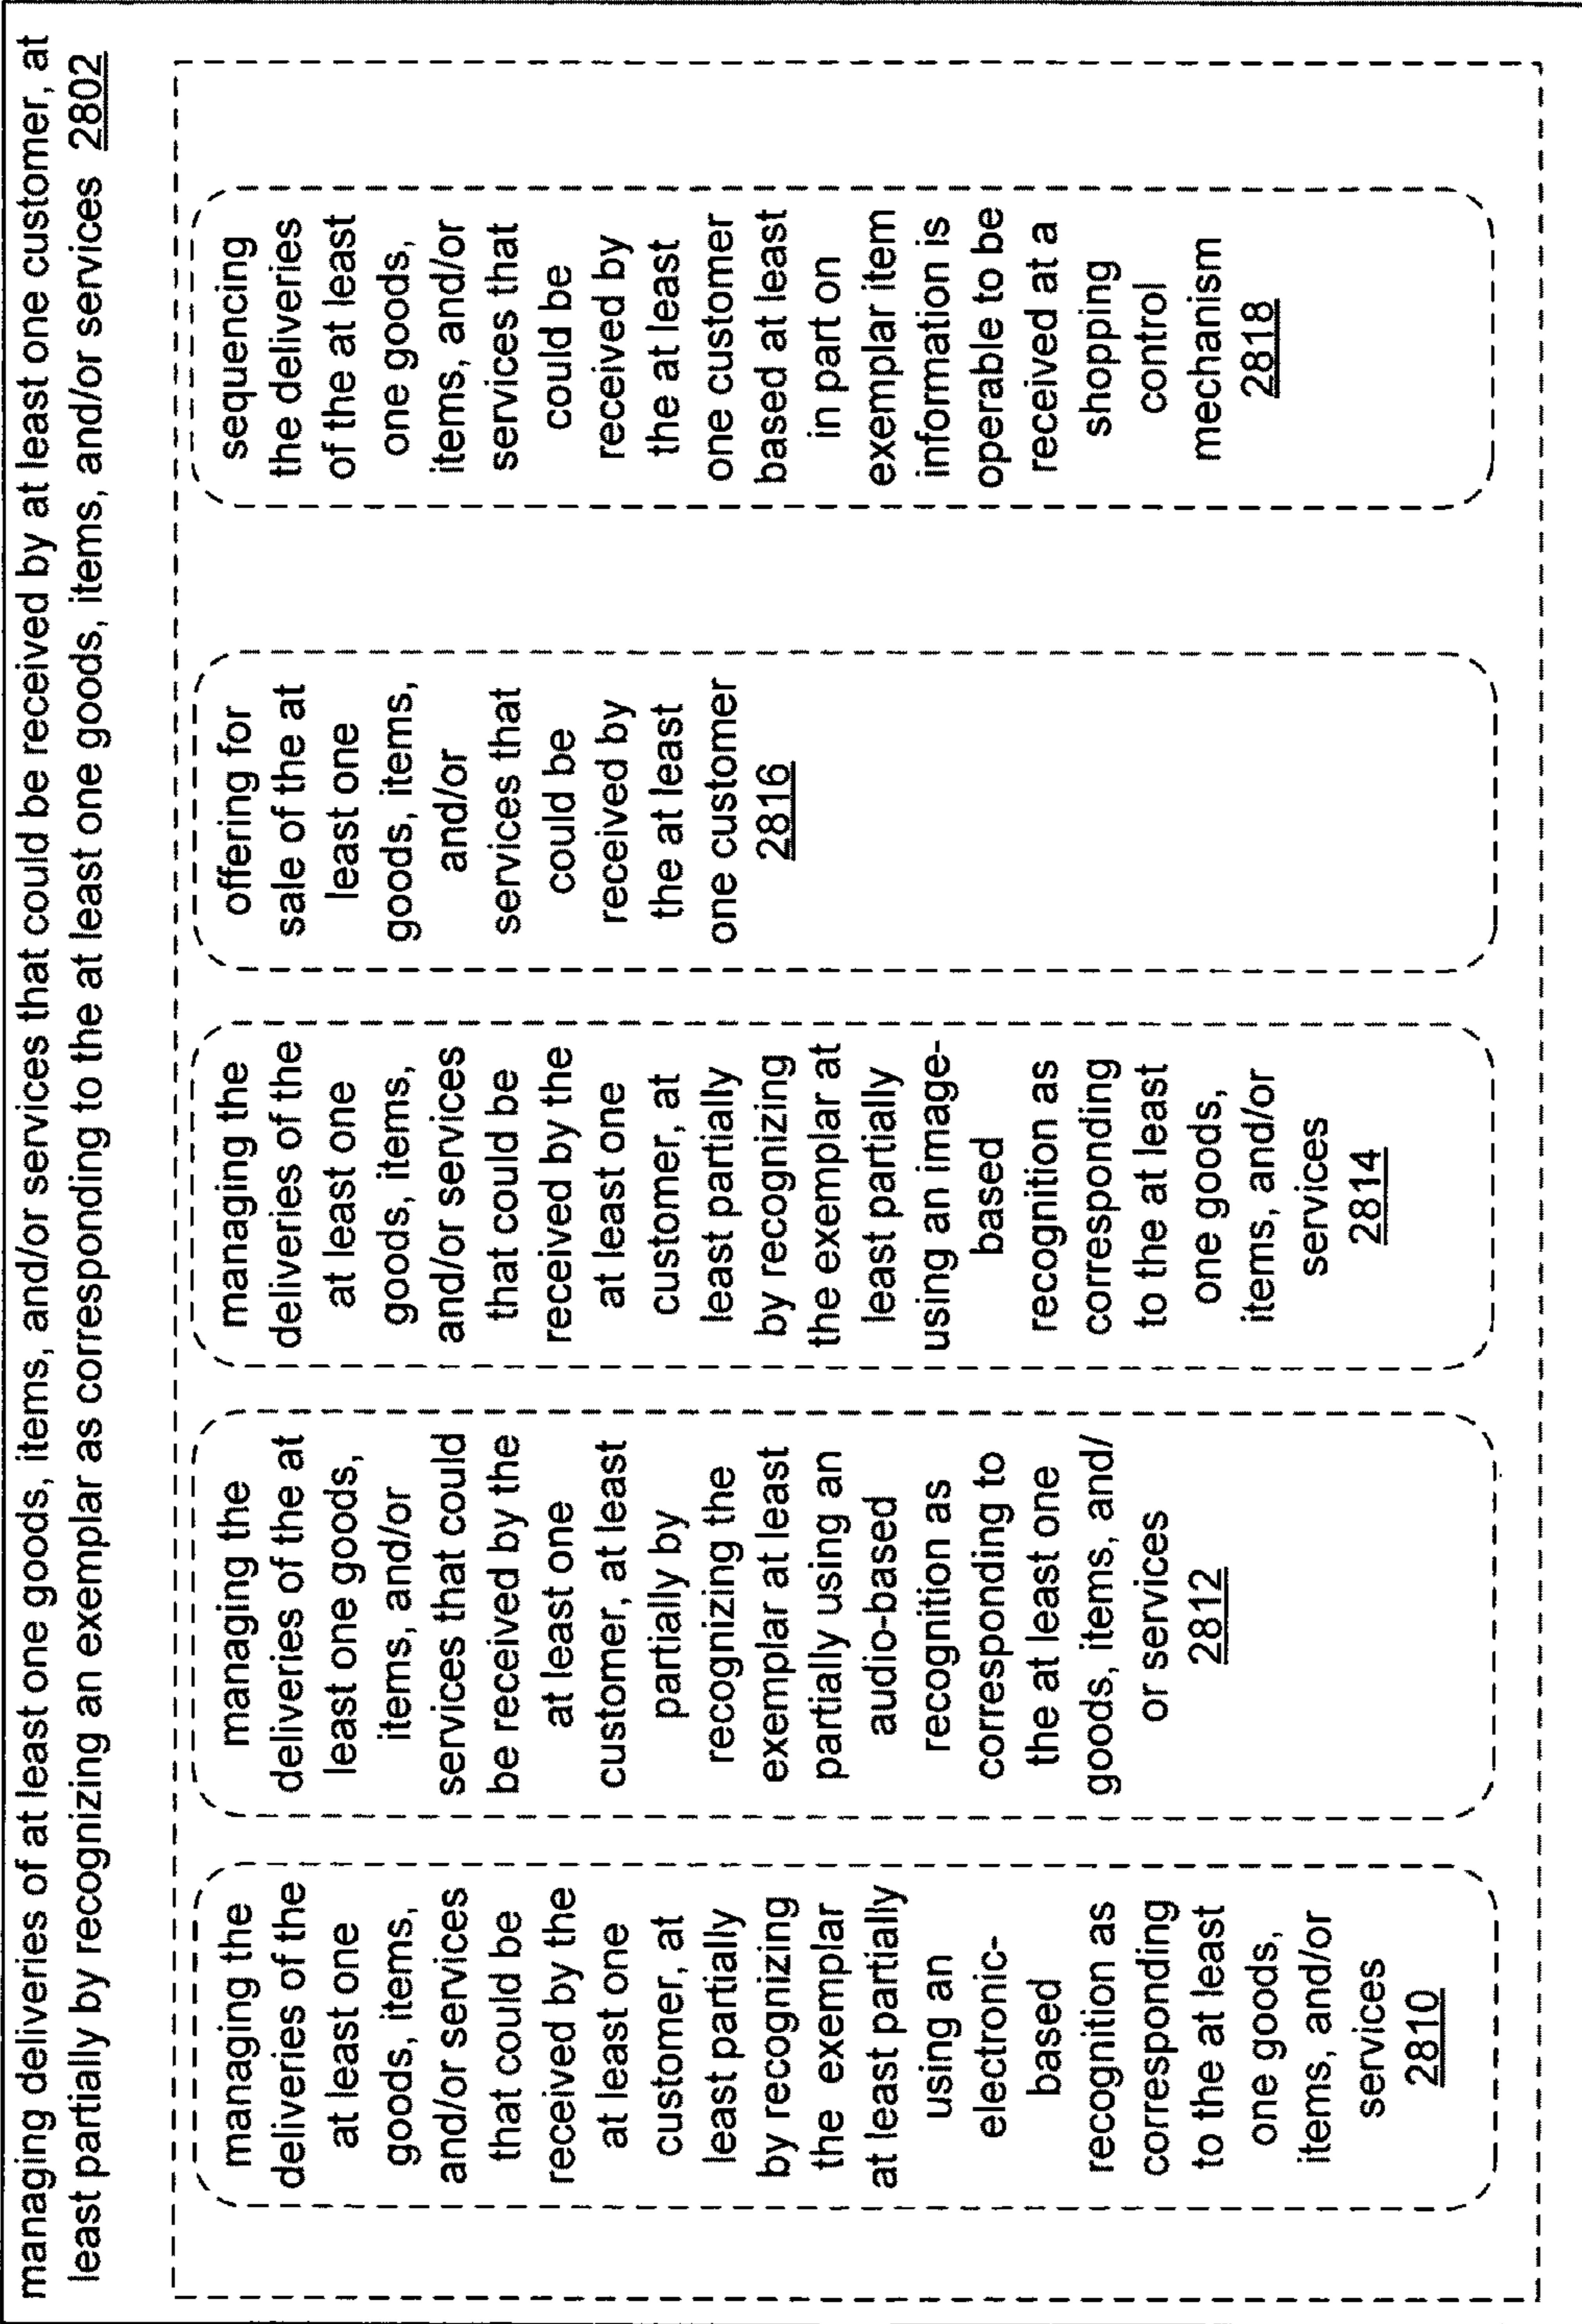 managing deliveries of at least one goods, items, and/or services that could be received by at least one customer, at
least partially by recognizing an exemplar as corresponding to the at least one goods, items, and/or services 2802
managing the
deliveries of the
at least one
goods, items,
and/or services
that could be
received by the
at least one
customer, at
least partially
by recognizing
the exemplar
at least partially
using an
electronic-
based
recognition as
corresponding
to the at least
one goods,
items, and/or
services
2810
managing the
deliveries of the at
least one goods,
items, and/or
services that could
be received by the
at least one
customer, at least
partially by
recognizing the
exemplar at least
partially using an
audio-based
recognition as
corresponding to
the at least one
goods, items, and/
or services
2812
managing the
deliveries of the
at least one
goods, items,
and/or services
that could be
received by the
at least one
customer, at
least partially
by recognizing
the exemplar at
least partially
using an image-
based
recognition as
corresponding
to the at least
one goods,
items, and/or
services
2814
offering for
sale of the at
least one
goods, items,
and/or
services that
could be
received by
the at least
one customer
2816
sequencing
the deliveries
of the at least
one goods,
items, and/or
services that
could be
received by
the at least
one customer
based at least
in part on
exemplar item
information is
operable to be
received at a
shopping
control
mechanism
2818